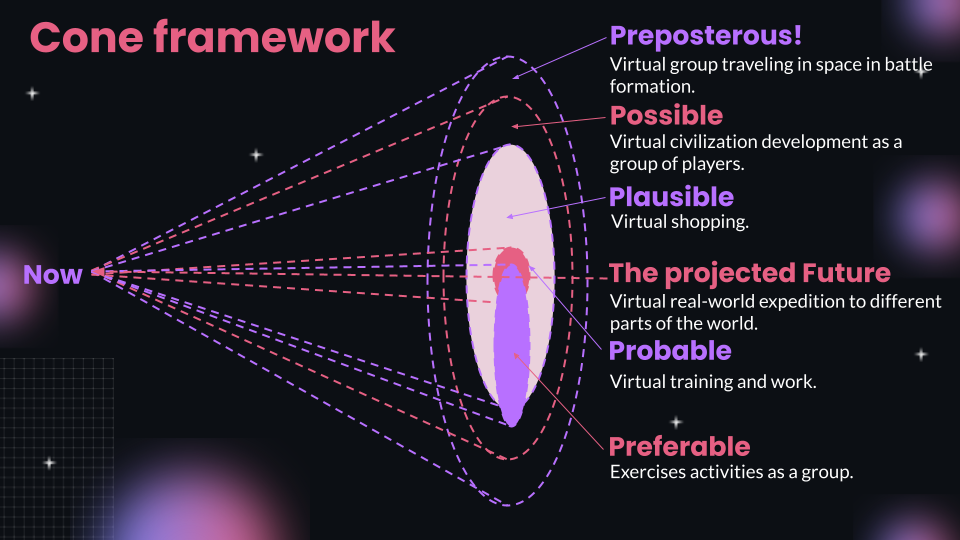 Cone framework
Preposterous!
Virtual group traveling in space in battle
formation.
Possible
Virtual civilization development as a
group of players.
Plausible
Virtual shopping.
Now
The projected Future
Virtual real-world expedition to different
parts of the world.
Probable
Virtual training and work.
Preferable
Exercises activities as a group.